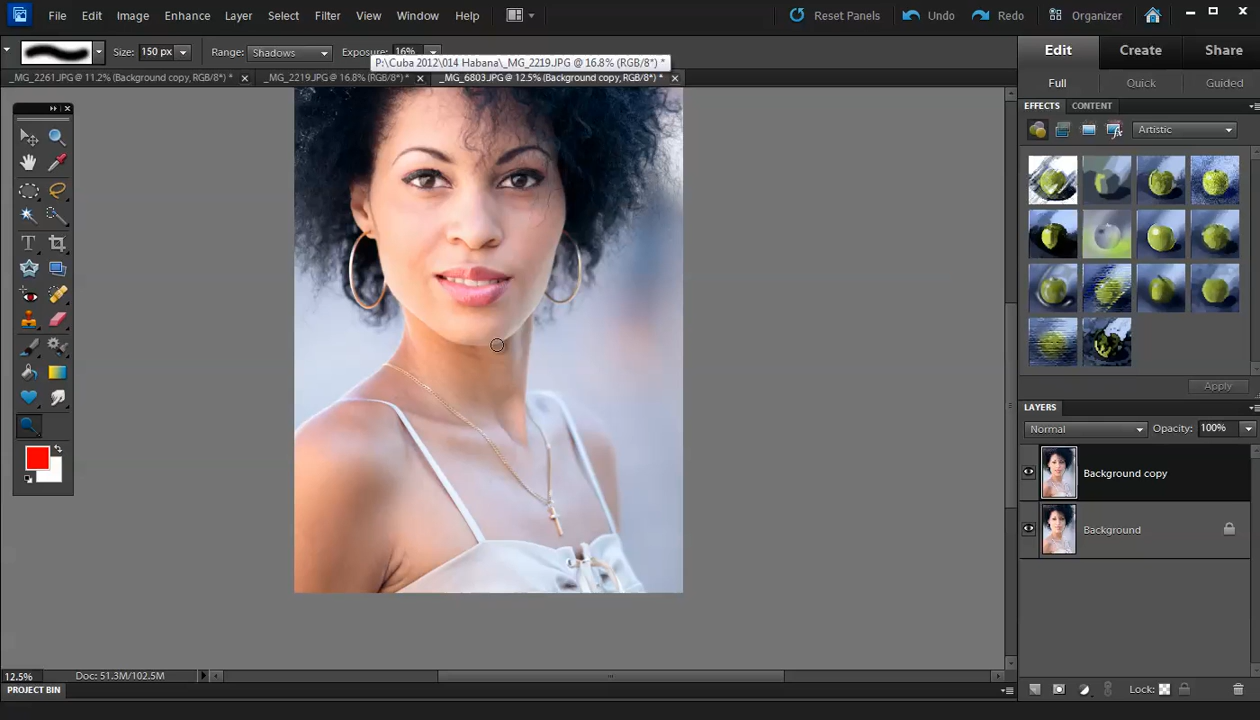 File Edit Image Enhance Layer Select Filter View Window Help Reset Panels Undo Redo Organizer
Size: 150 px Range: Shadows Exposure: 16%
P:\Cuba 2012\014 Habana\_MG_2219.JPG @ 16.8% (RGB/8*) *
_MG_2261.JPG @ 11.2% (Background copy, RGB/8*) * _MG_2219.JPG @ 16.8% (RGB/8*) * _MG_6803.JPG @ 12.5% (Background copy, RGB/8*) *
Edit Create Share
Full Quick Guided
EFFECTS CONTENT
Artistic
Apply
LAYERS
Normal Opacity: 100%
Background copy
Background
Lock:
12.5% Doc: 51.3M/102.5M
PROJECT BIN